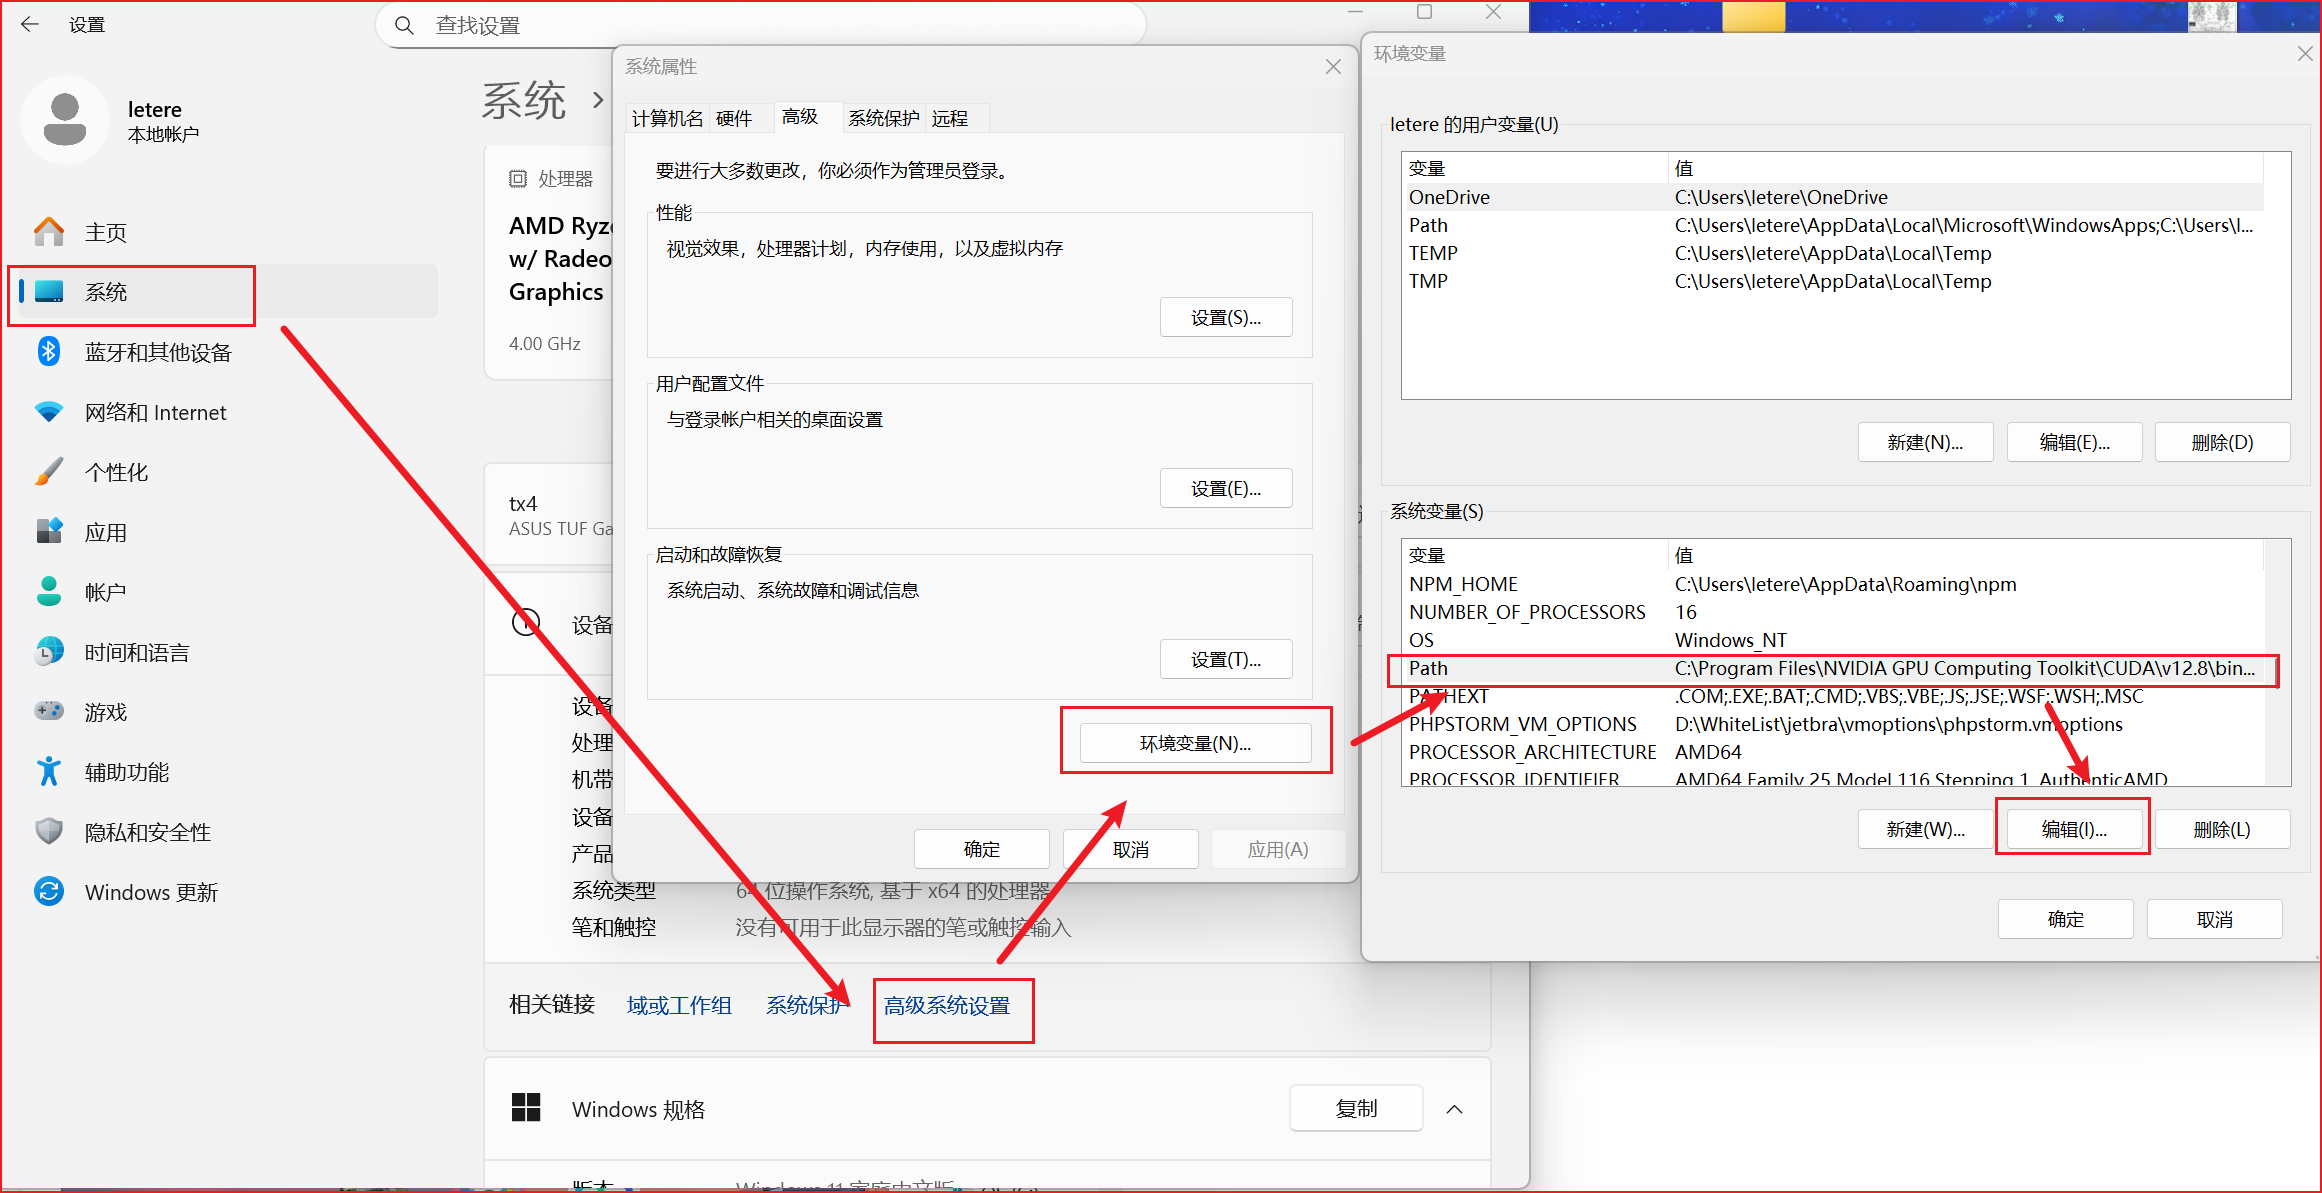 设置
查找设置
letere
本地帐户
主页
系统
蓝牙和其他设备
网络和 Internet
个性化
应用
帐户
时间和语言
游戏
辅助功能
隐私和安全性
Windows 更新
系统 ›
处理器
AMD Ryze
w/ Radeo
Graphics
4.00 GHz
tx4
ASUS TUF Ga
设备
设备
处理
机带
设备
产品
系统类型 64 位操作系统, 基于 x64 的处理器
笔和触控 没有可用于此显示器的笔或触控输入
相关链接 域或工作组 系统保护 高级系统设置
Windows 规格
复制
版本 Windows 11 家庭中文版
系统属性
计算机名 硬件 高级 系统保护 远程
要进行大多数更改，你必须作为管理员登录。
性能
视觉效果，处理器计划，内存使用，以及虚拟内存
设置(S)...
用户配置文件
与登录帐户相关的桌面设置
设置(E)...
启动和故障恢复
系统启动、系统故障和调试信息
设置(T)...
环境变量(N)...
确定 取消 应用(A)
环境变量
letere 的用户变量(U)
变量 值
OneDrive C:\Users\letere\OneDrive
Path C:\Users\letere\AppData\Local\Microsoft\WindowsApps;C:\Users\l...
TEMP C:\Users\letere\AppData\Local\Temp
TMP C:\Users\letere\AppData\Local\Temp
新建(N)... 编辑(E)... 删除(D)
系统变量(S)
变量 值
NPM_HOME C:\Users\letere\AppData\Roaming\npm
NUMBER_OF_PROCESSORS 16
OS Windows_NT
Path C:\Program Files\NVIDIA GPU Computing Toolkit\CUDA\v12.8\bin...
PATHEXT .COM;.EXE;.BAT;.CMD;.VBS;.VBE;.JS;.JSE;.WSF;.WSH;.MSC
PHPSTORM_VM_OPTIONS D:\WhiteList\jetbra\vmoptions\phpstorm.vmoptions
PROCESSOR_ARCHITECTURE AMD64
PROCESSOR_IDENTIFIER AMD64 Family 25 Model 116 Stepping 1, AuthenticAMD
新建(W)... 编辑(I)... 删除(L)
确定 取消